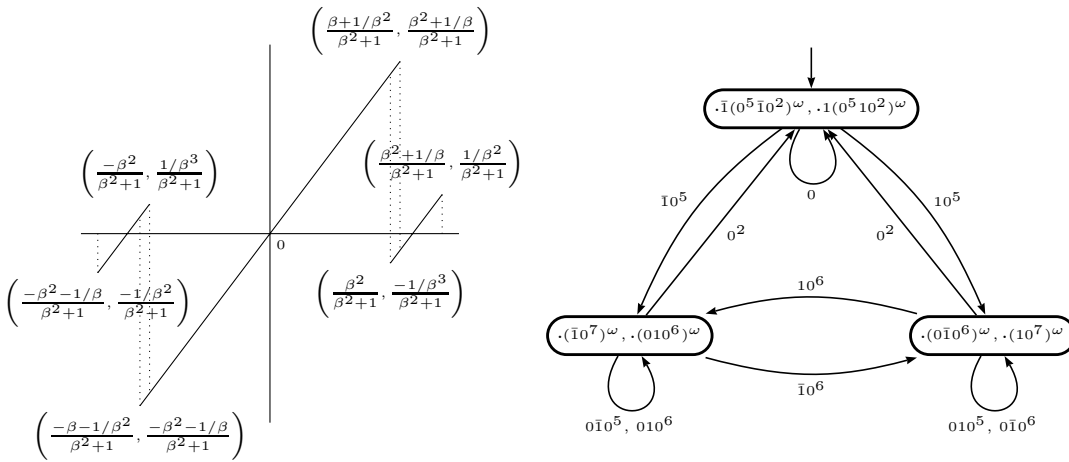 (β+1/β²/β²+1, β²+1/β/β²+1)
(β²+1/β/β²+1, 1/β²/β²+1)
(−β²/β²+1, 1/β³/β²+1)
0
(−β²−1/β/β²+1, −1/β²/β²+1)
(β²/β²+1, −1/β³/β²+1)
(−β−1/β²/β²+1, −β²−1/β/β²+1)
.1̄(0⁵1̄0²)^ω, .1(0⁵10²)^ω
0
1̄0⁵
10⁵
0²
0²
10⁶
.(1̄0⁷)^ω, .(010⁶)^ω
.(01̄0⁶)^ω, .(10⁷)^ω
1̄0⁶
01̄0⁵, 010⁶
010⁵, 01̄0⁶